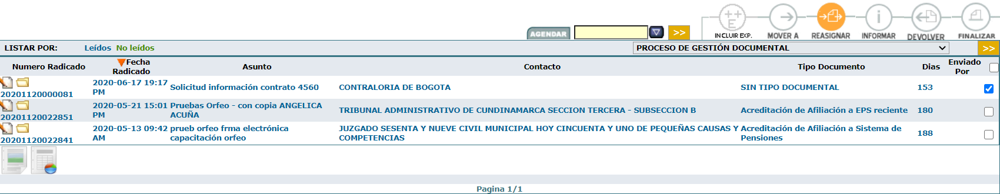 AGENDAR >> INCLUIR EXP. MOVER A REASIGNAR INFORMAR DEVOLVER FINALIZAR
LISTAR POR: Leídos No leídos PROCESO DE GESTIÓN DOCUMENTAL >>
Numero Radicado Fecha Radicado Asunto Contacto Tipo Documento Dias Enviado Por
20201120000081 2020-06-17 19:17 PM Solicitud información contrato 4560 CONTRALORIA DE BOGOTA SIN TIPO DOCUMENTAL 153
20201120022851 2020-05-21 15:01 PM Pruebas Orfeo - con copia ANGELICA ACUÑA TRIBUNAL ADMINISTRATIVO DE CUNDINAMARCA SECCION TERCERA - SUBSECCION B Acreditación de Afiliación a EPS reciente 180
20201120022841 2020-05-13 09:42 AM prueb orfeo frma electrónica capacitación orfeo JUZGADO SESENTA Y NUEVE CIVIL MUNICIPAL HOY CINCUENTA Y UNO DE PEQUEÑAS CAUSAS Y COMPETENCIAS Acreditación de Afiliación a Sistema de Pensiones 188
Pagina 1/1